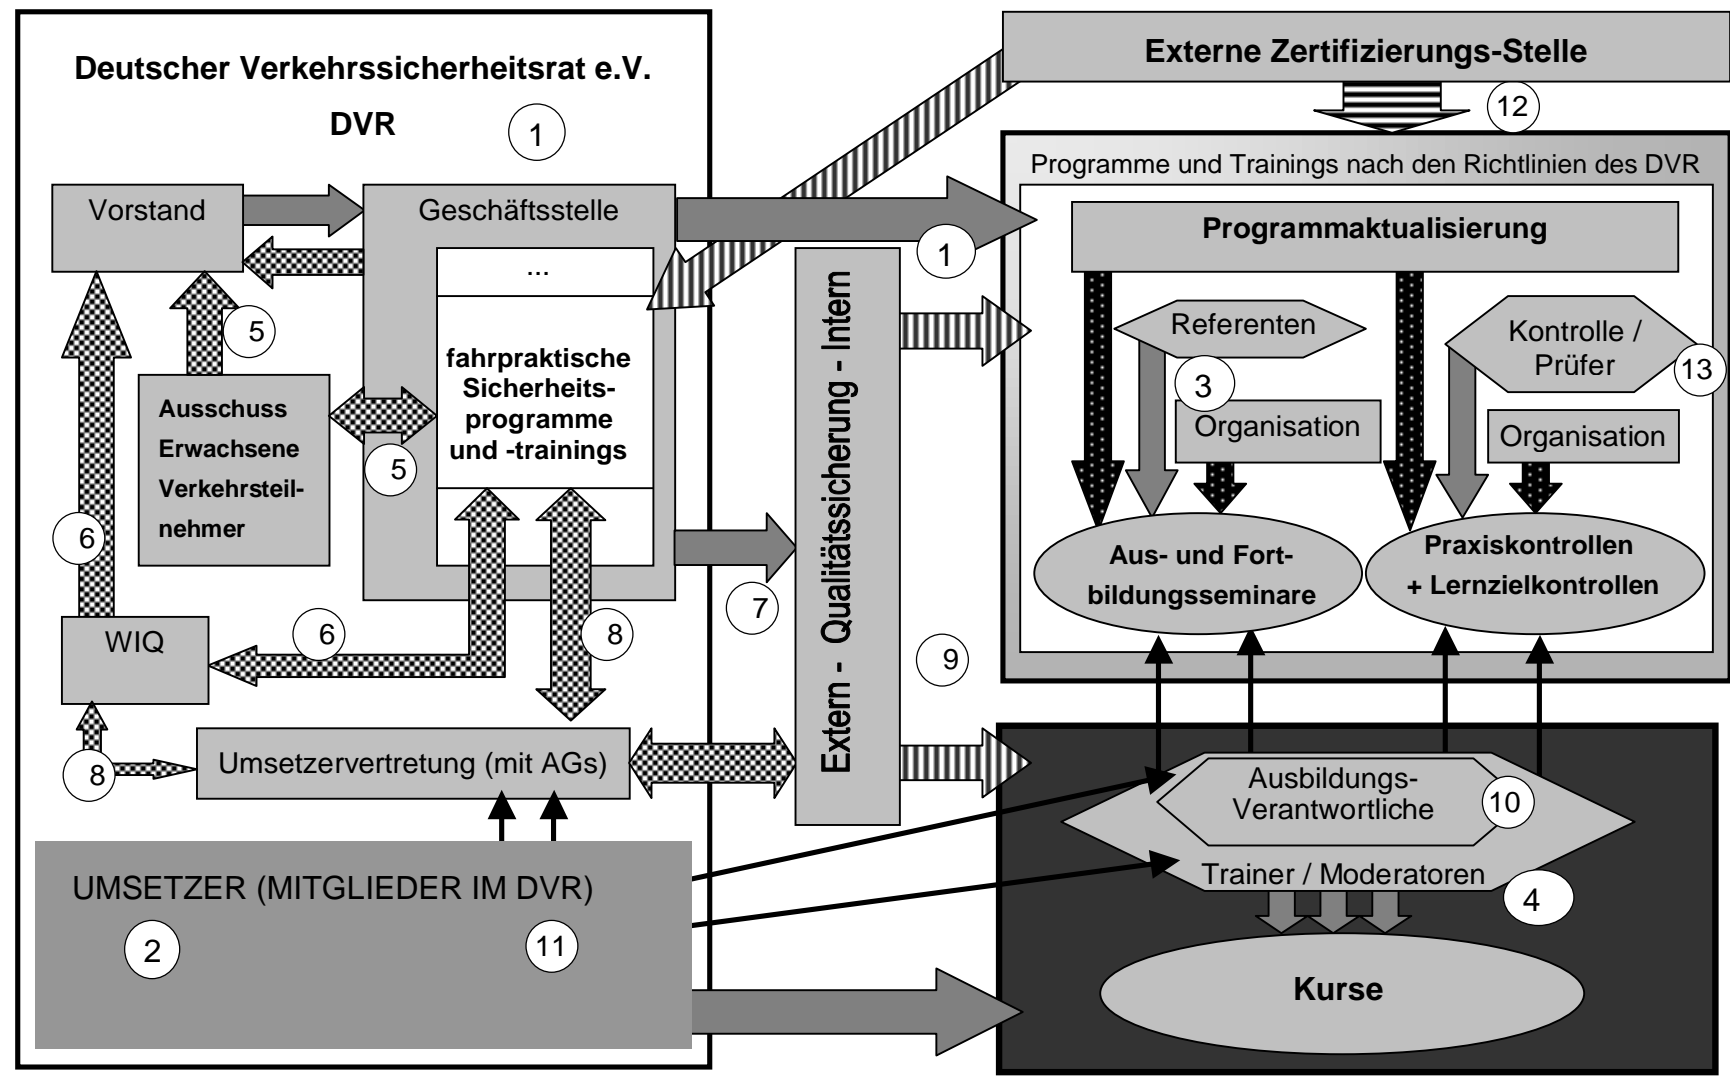 Deutscher Verkehrssicherheitsrat e.V.
DVR
1
Vorstand
Geschäftsstelle
...
fahrpraktische
Sicherheits-
programme
und -trainings
5
Ausschuss
Erwachsene
Verkehrsteil-
nehmer
5
6
WIQ
6
8
7
8
Umsetzervertretung (mit AGs)
UMSETZER (MITGLIEDER IM DVR)
2
11
Extern - Qualitätssicherung - Intern
1
9
Externe Zertifizierungs-Stelle
12
Programme und Trainings nach den Richtlinien des DVR
Programmaktualisierung
Referenten
3
Organisation
Kontrolle /
Prüfer
13
Organisation
Aus- und Fort-
bildungsseminare
Praxiskontrollen
+ Lernzielkontrollen
Ausbildungs-
Verantwortliche
10
Trainer / Moderatoren
4
Kurse